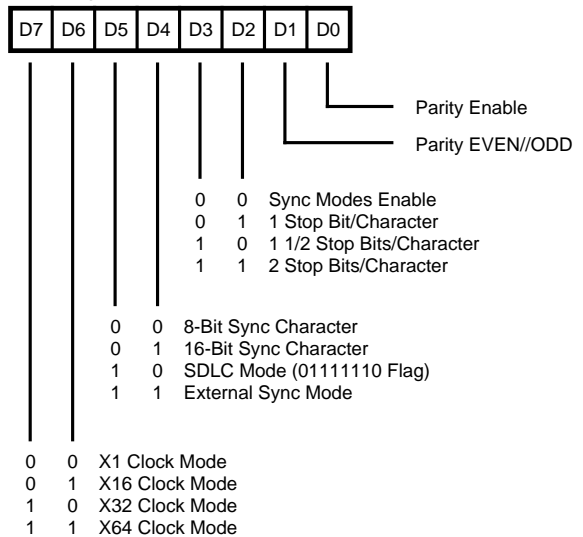 D7 D6 D5 D4 D3 D2 D1 D0
Parity Enable
Parity EVEN//ODD
0 0 Sync Modes Enable
0 1 1 Stop Bit/Character
1 0 1 1/2 Stop Bits/Character
1 1 2 Stop Bits/Character
0 0 8-Bit Sync Character
0 1 16-Bit Sync Character
1 0 SDLC Mode (01111110 Flag)
1 1 External Sync Mode
0 0 X1 Clock Mode
0 1 X16 Clock Mode
1 0 X32 Clock Mode
1 1 X64 Clock Mode